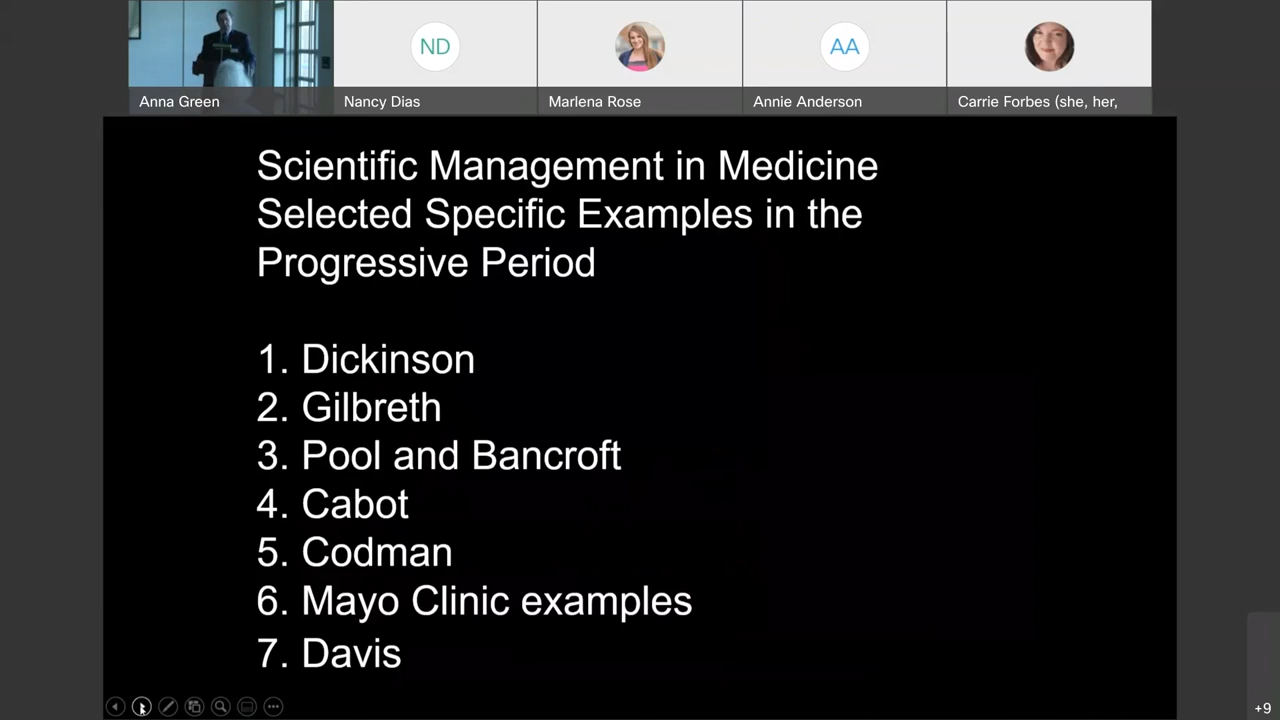 Anna Green
ND
Nancy Dias
Marlena Rose
AA
Annie Anderson
Carrie Forbes (she, her,
Scientific Management in Medicine
Selected Specific Examples in the
Progressive Period
1. Dickinson
2. Gilbreth
3. Pool and Bancroft
4. Cabot
5. Codman
6. Mayo Clinic examples
7. Davis
+9